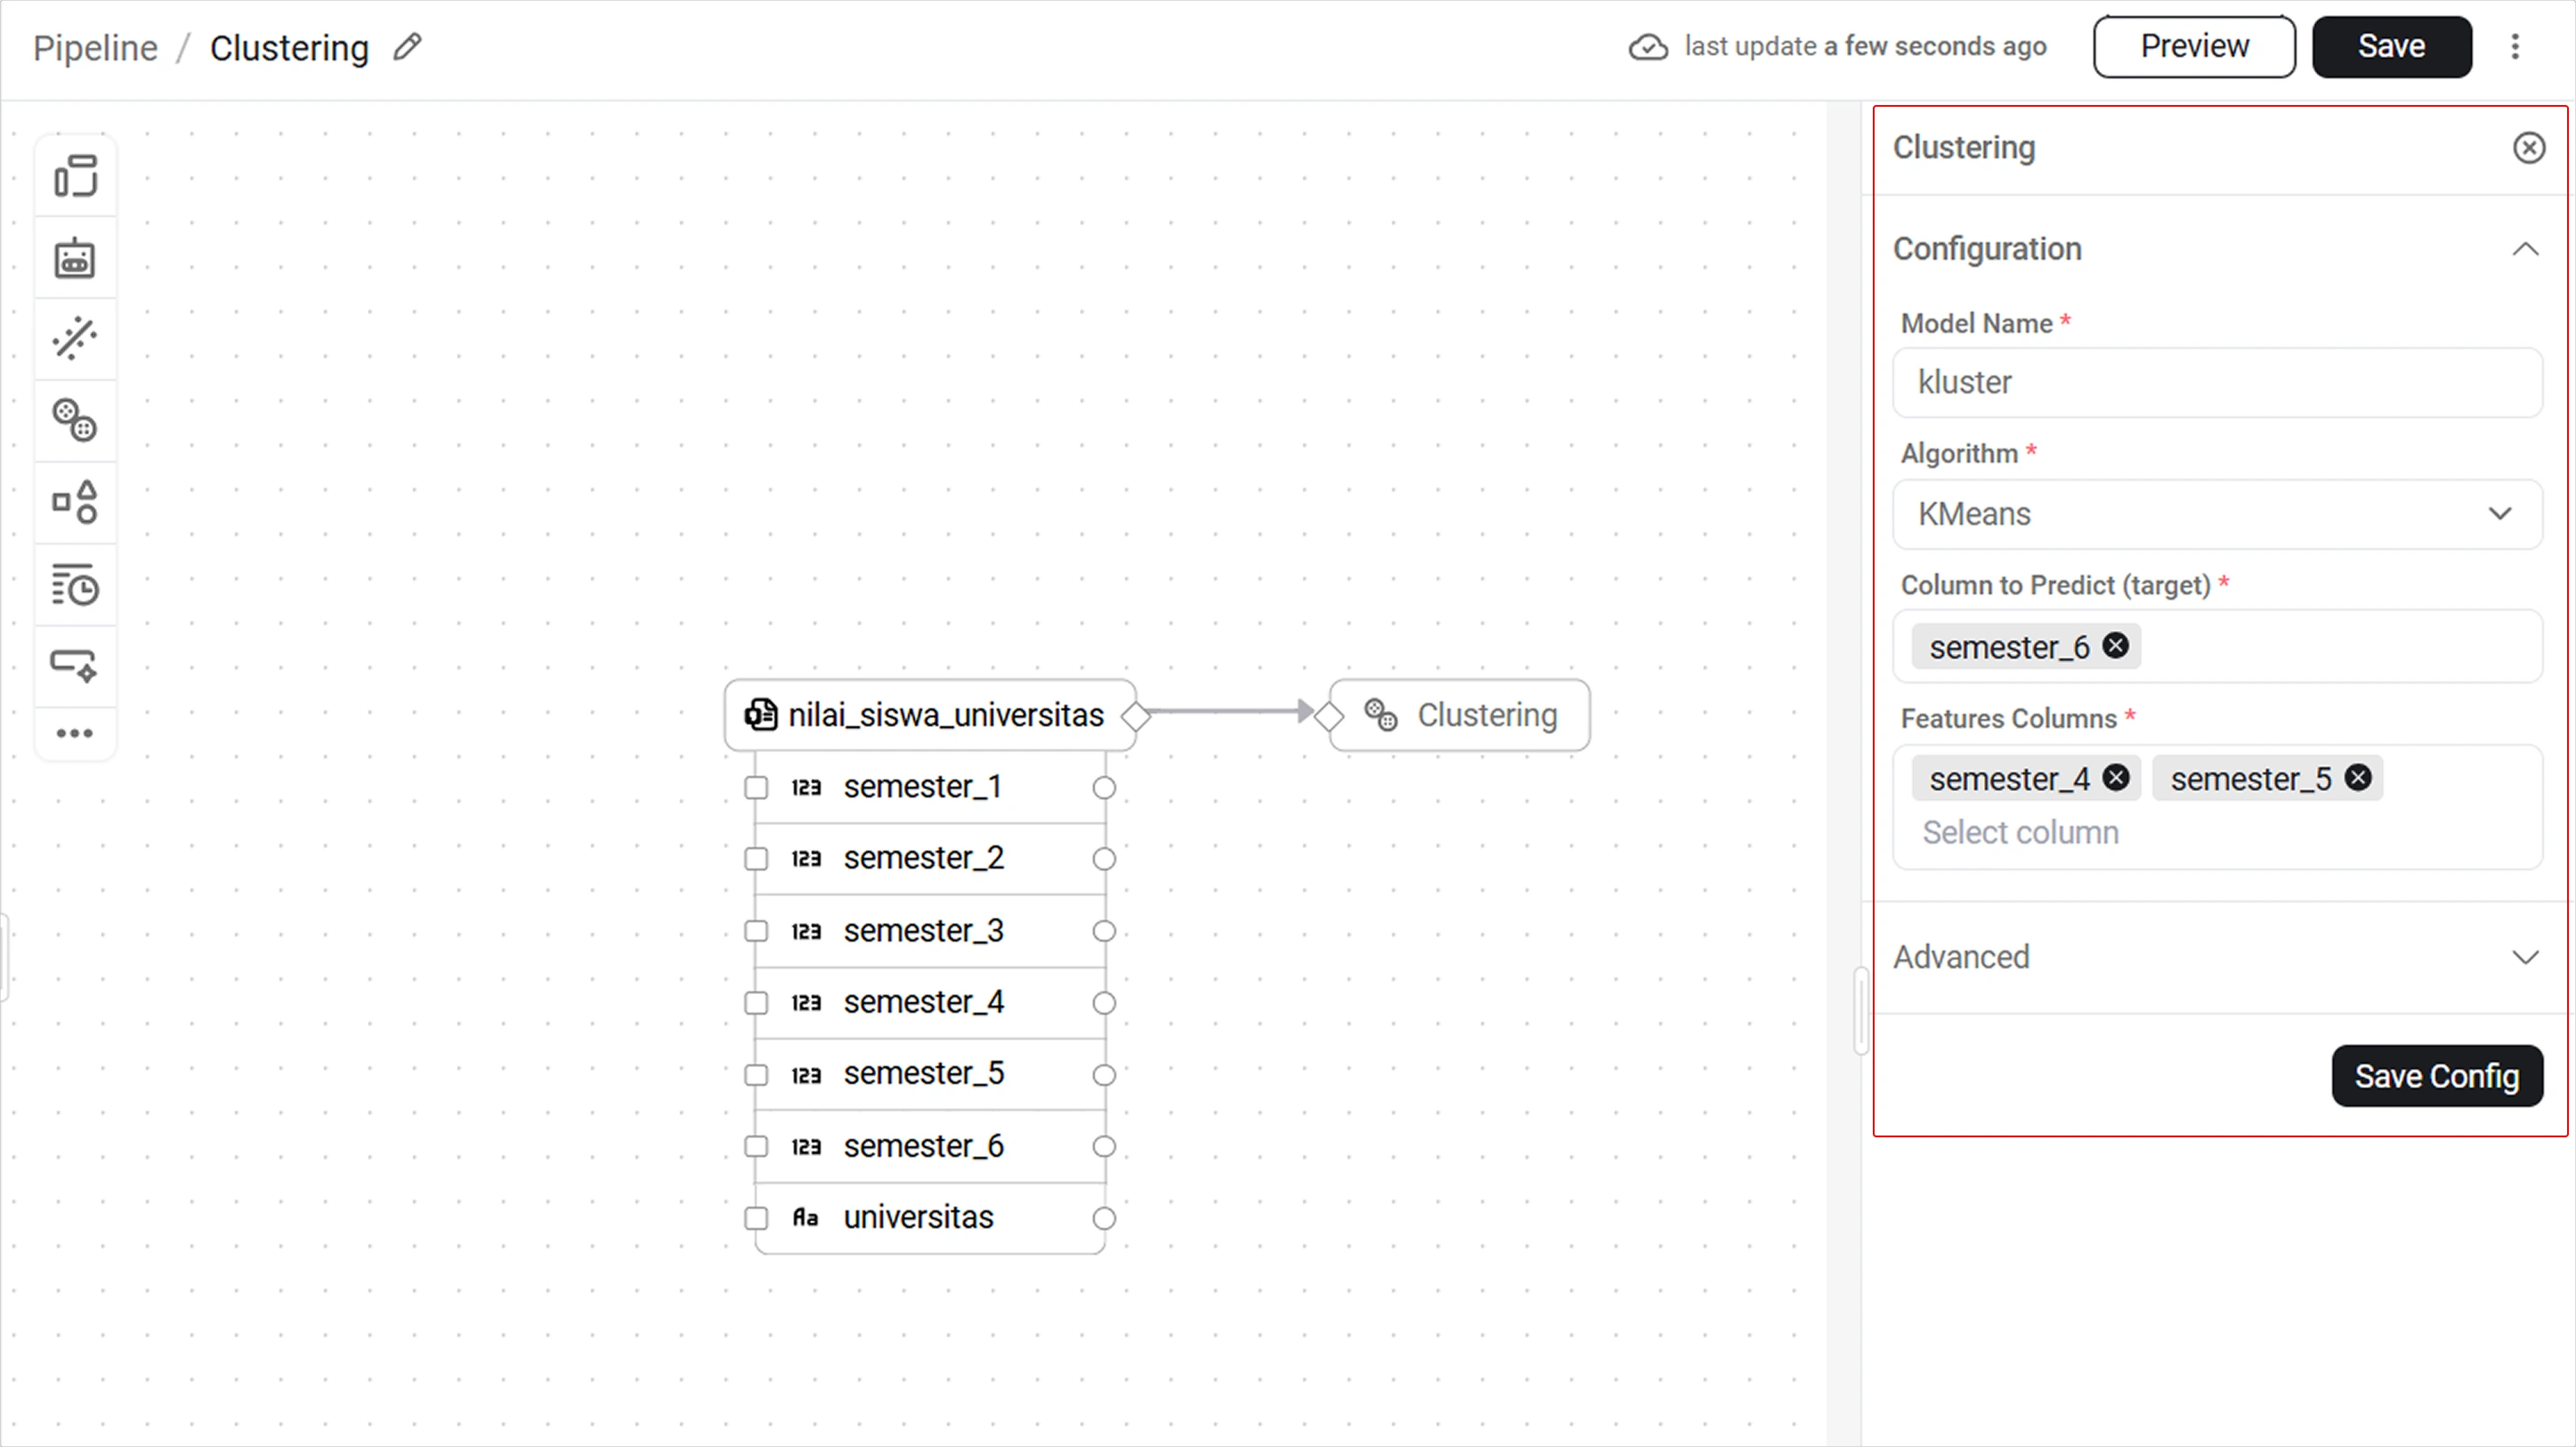 Pipeline / Clustering
last update a few seconds ago
Preview
Save
nilai_siswa_universitas
Clustering
123 semester_1
123 semester_2
123 semester_3
123 semester_4
123 semester_5
123 semester_6
Aa universitas
Clustering
Configuration
Model Name *
kluster
Algorithm *
KMeans
Column to Predict (target) *
semester_6
Features Columns *
semester_4 semester_5
Select column
Advanced
Save Config